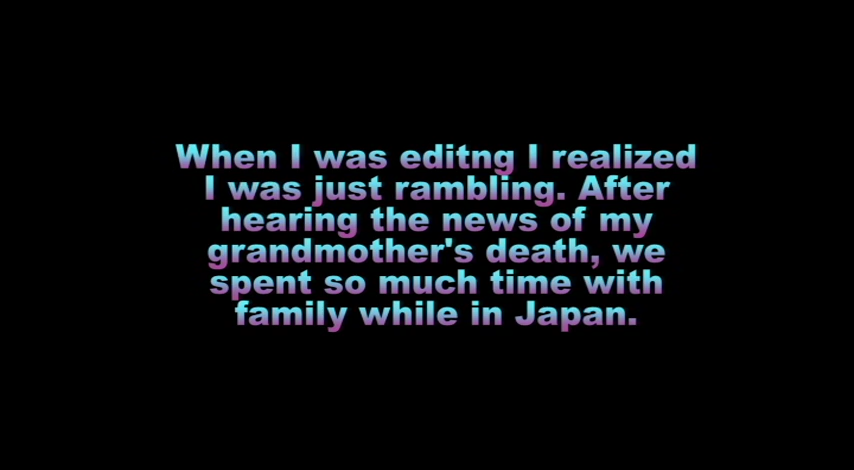 When I was editng I realized
I was just rambling. After
hearing the news of my
grandmother's death, we
spent so much time with
family while in Japan.